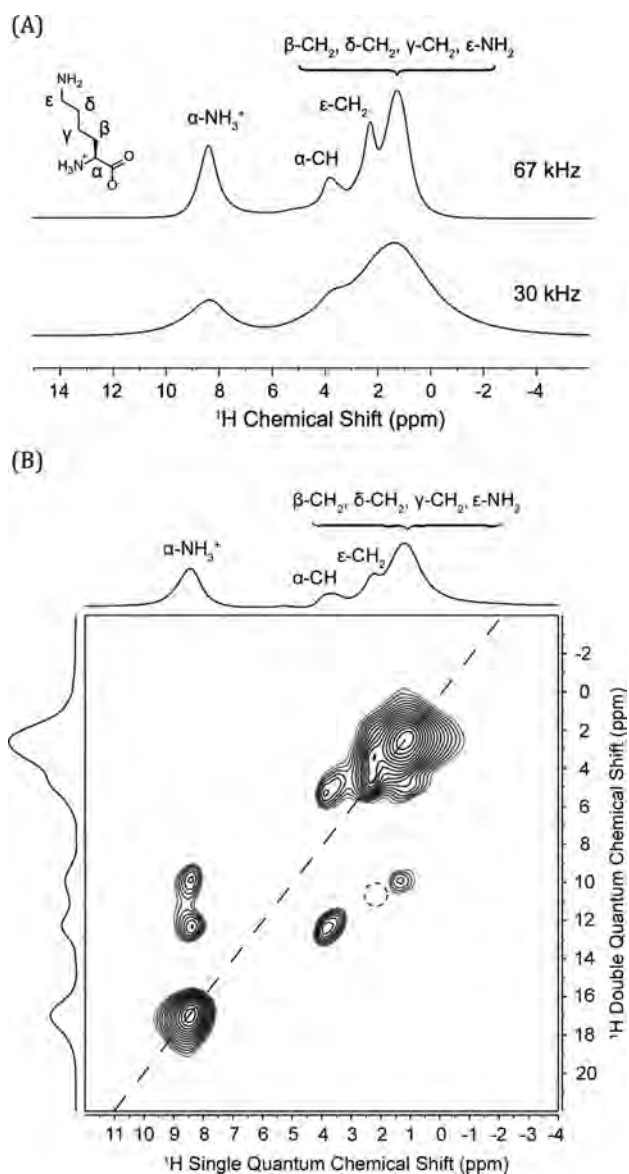 (A)
β-CH₂, δ-CH₂, γ-CH₂, ε-NH₂
NH₂
ε
δ
γ
β
H₃N⁺
α
O
O⁻
α-NH₃⁺
ε-CH₂
α-CH
67 kHz
30 kHz
14 12 10 8 6 4 2 0 -2 -4
¹H Chemical Shift (ppm)
(B)
β-CH₂, δ-CH₂, γ-CH₂, ε-NH₂
α-NH₃⁺
ε-CH₂
α-CH
-2
0
2
4
6
8
10
12
14
16
18
20
¹H Double Quantum Chemical Shift (ppm)
11 10 9 8 7 6 5 4 3 2 1 0 -1 -2 -3 -4
¹H Single Quantum Chemical Shift (ppm)